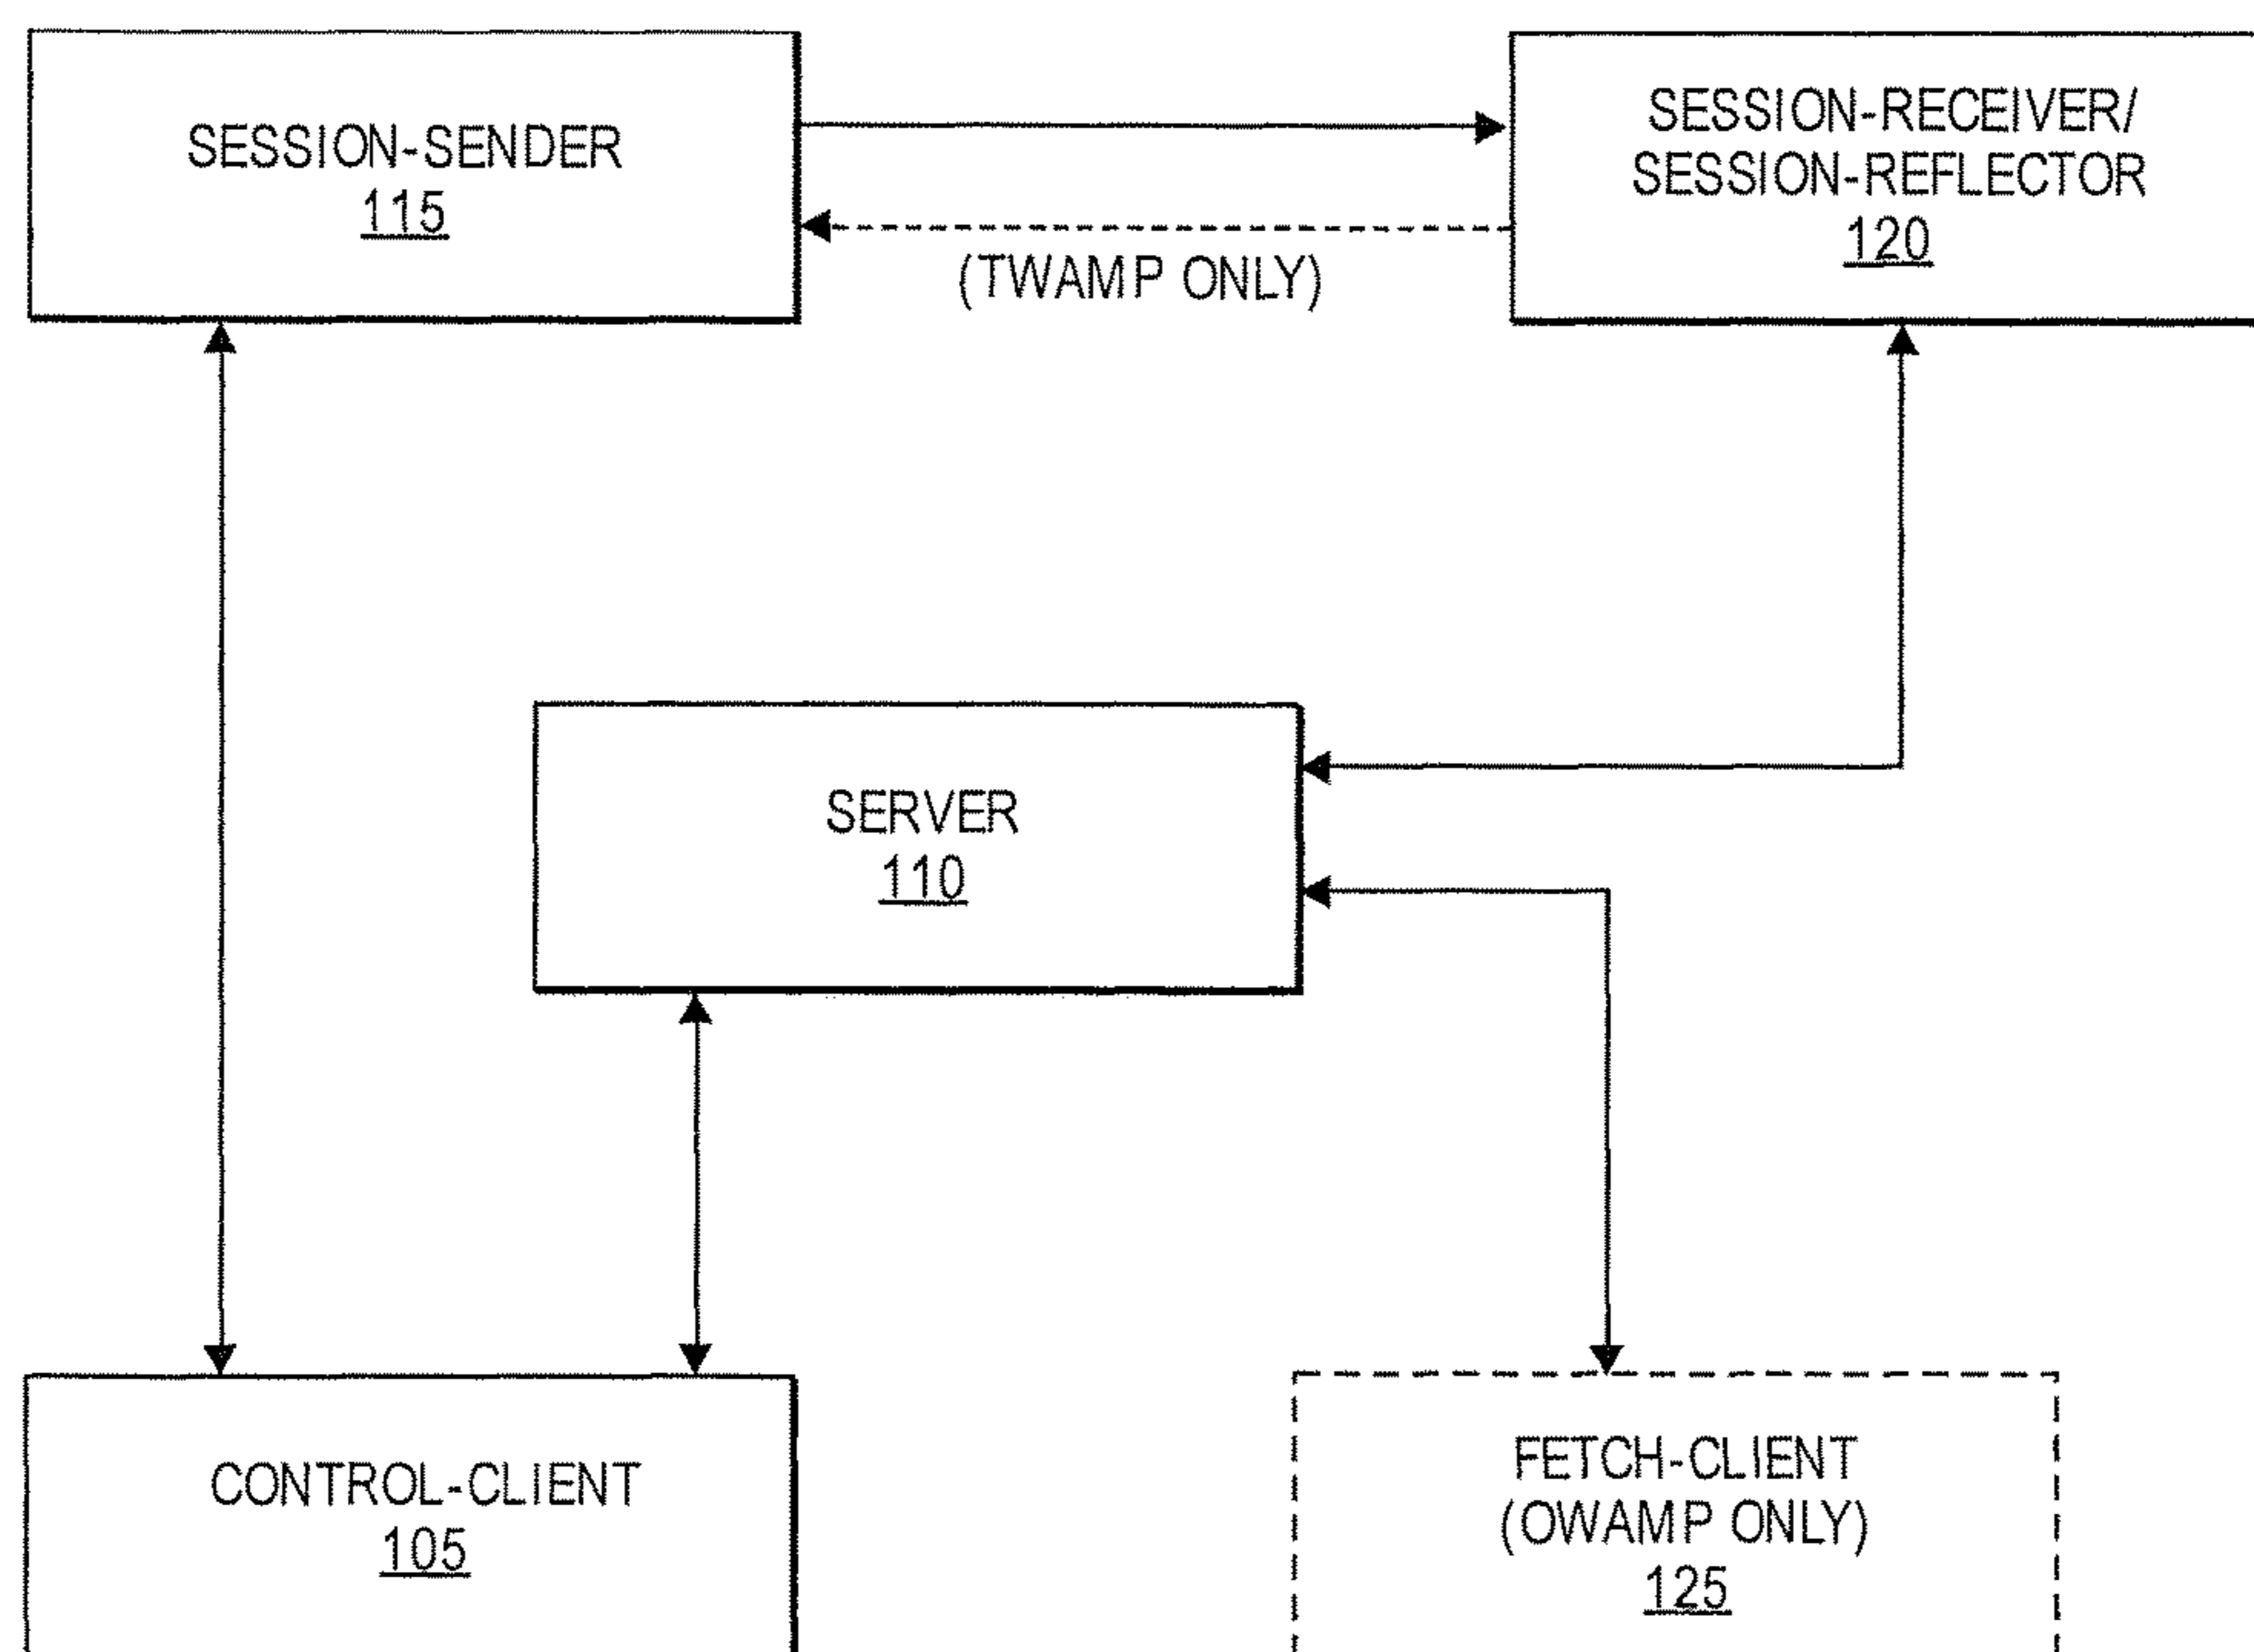 SESSION-SENDER
115
SESSION-RECEIVER/
SESSION-REFLECTOR
120
(TWAMP ONLY)
SERVER
110
CONTROL-CLIENT
105
FETCH-CLIENT
(OWAMP ONLY)
125